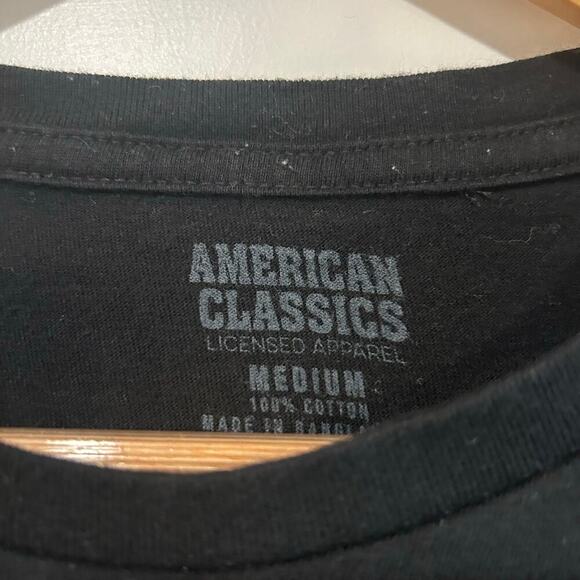 AMERICAN
CLASSICS
LICENSED APPAREL
MEDIUM
100% COTTON
MADE IN